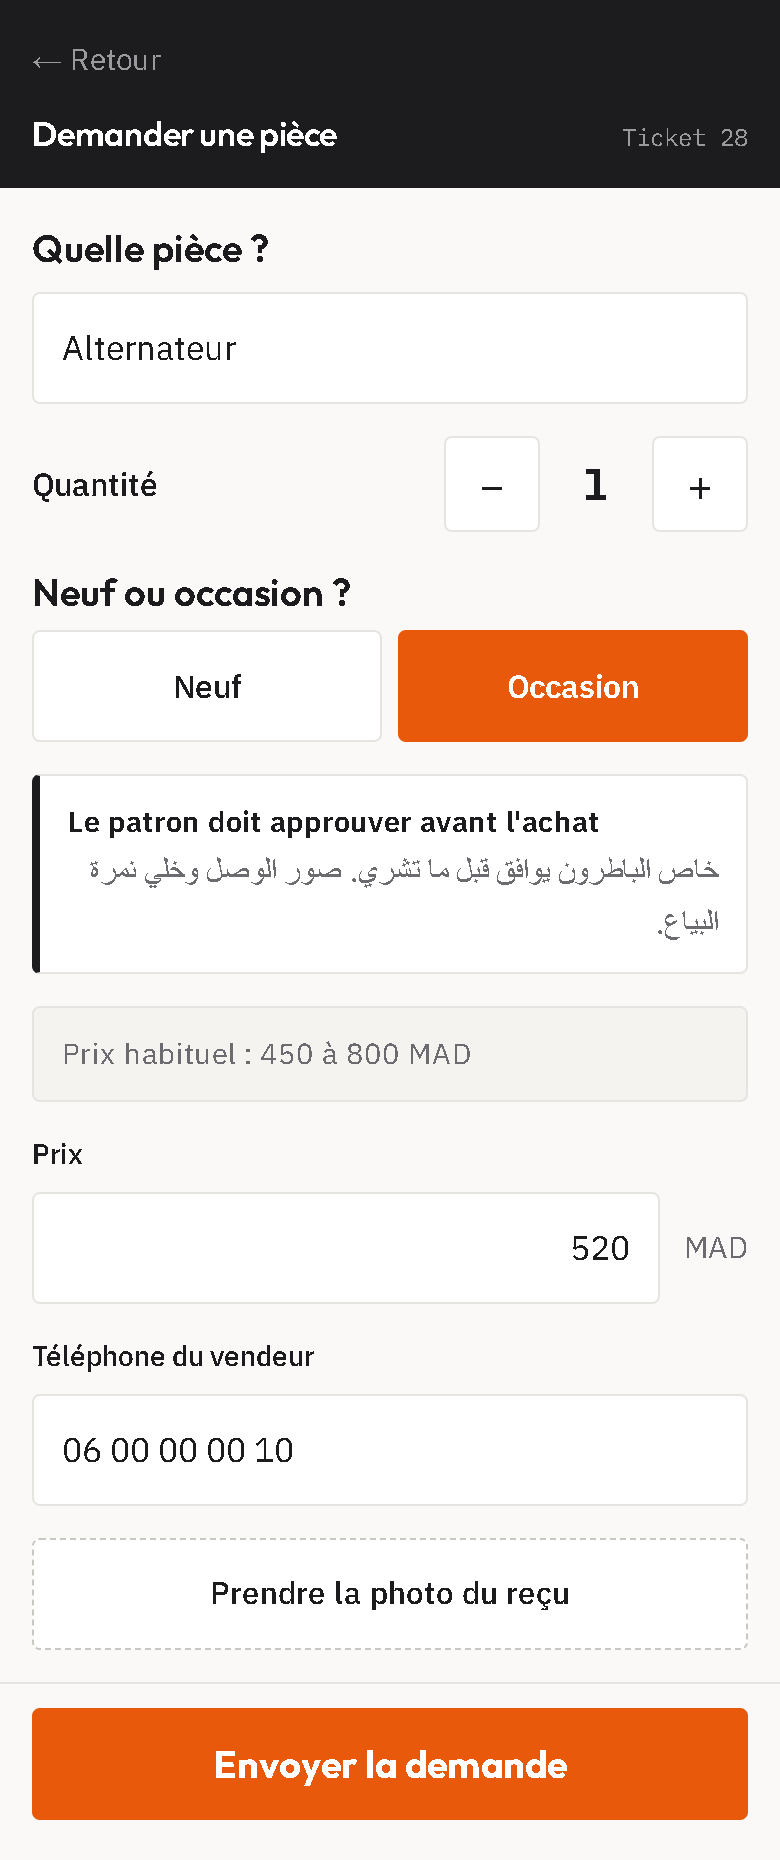 ← Retour
Demander une pièce
Ticket 28
Quelle pièce ?
Alternateur
Quantité
− 1 +
Neuf ou occasion ?
Neuf
Occasion
Le patron doit approuver avant l'achat
خاص الباطرون يوافق قبل ما تشري. صور الوصل وخلي نمرة
البياع.
Prix habituel : 450 à 800 MAD
Prix
520 MAD
Téléphone du vendeur
06 00 00 00 10
Prendre la photo du reçu
Envoyer la demande